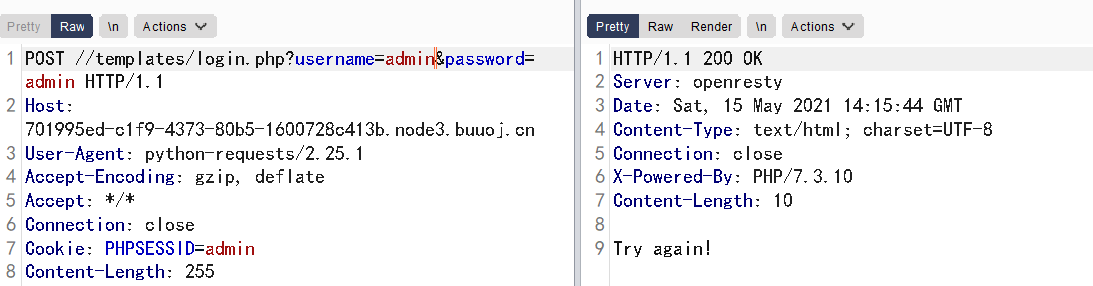 Pretty Raw \n Actions
1 POST //templates/login.php?username=admin&password=
admin HTTP/1.1
2 Host:
701995ed-c1f9-4373-80b5-1600728c413b.node3.buuoj.cn
3 User-Agent: python-requests/2.25.1
4 Accept-Encoding: gzip, deflate
5 Accept: */*
6 Connection: close
7 Cookie: PHPSESSID=admin
8 Content-Length: 255
Pretty Raw Render \n Actions
1 HTTP/1.1 200 OK
2 Server: openresty
3 Date: Sat, 15 May 2021 14:15:44 GMT
4 Content-Type: text/html; charset=UTF-8
5 Connection: close
6 X-Powered-By: PHP/7.3.10
7 Content-Length: 10
8
9 Try again!